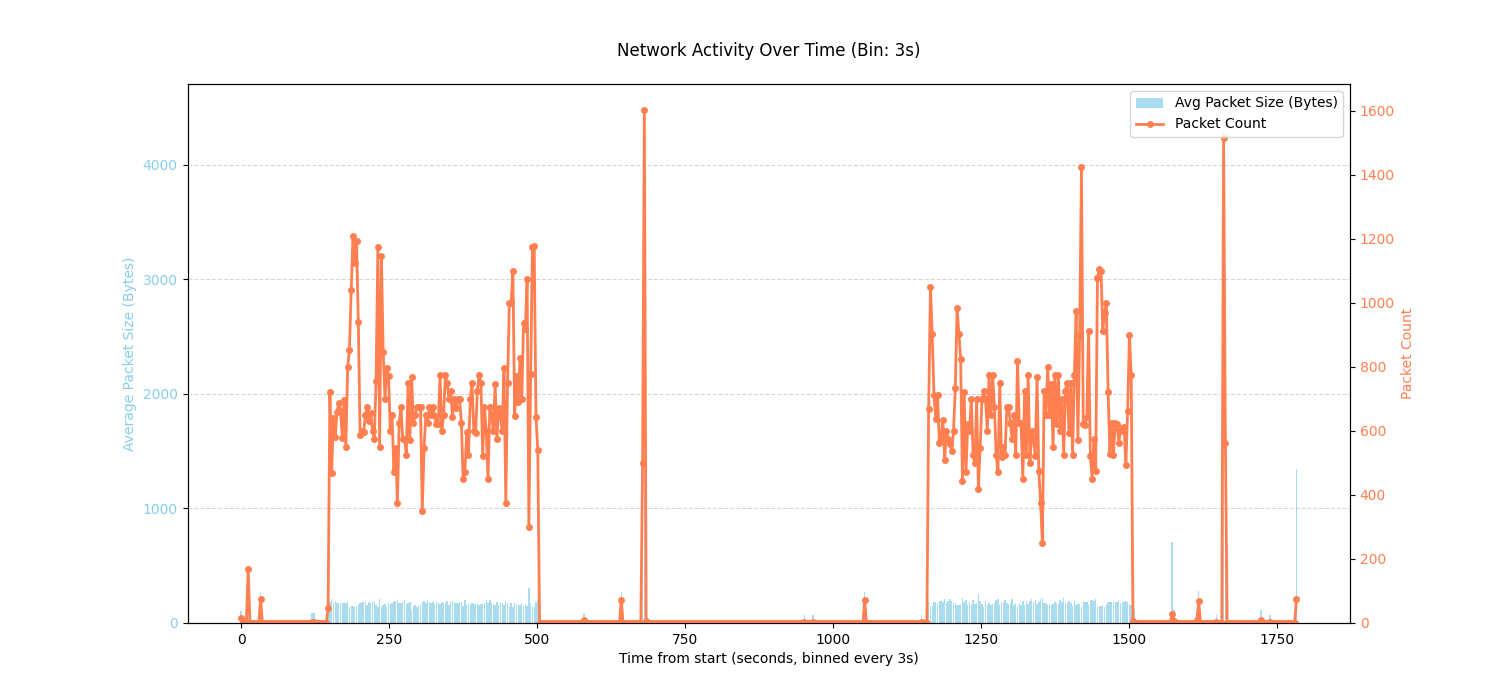 Network Activity Over Time (Bin: 3s)
Avg Packet Size (Bytes)
Packet Count
Average Packet Size (Bytes)
4000
3000
2000
1000
0
1600
1400
1200
1000
800
600
400
200
0
Packet Count
0 250 500 750 1000 1250 1500 1750
Time from start (seconds, binned every 3s)